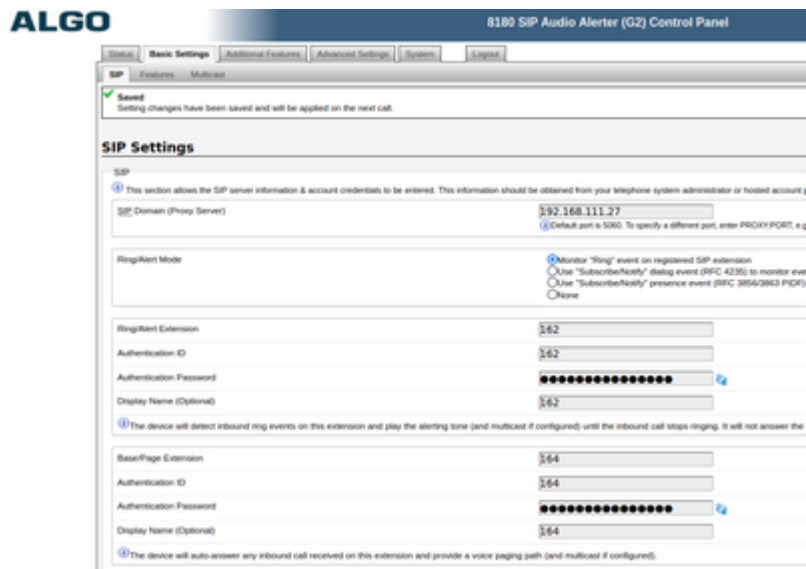 ALGO
8180 SIP Audio Alerter (G2) Control Panel
Status Basic Settings Additional Features Advanced Settings System Logout
SIP Features Multicast
Saved
Setting changes have been saved and will be applied on the next call.
SIP Settings
SIP
This section allows the SIP server information & account credentials to be entered. This information should be obtained from your telephone system administrator or hosted account p
SIP Domain (Proxy Server) 192.168.111.27
Default port is 5060. To specify a different port, enter PROXY:PORT, e.g
Ring/Alert Mode Monitor "Ring" event on registered SIP extension
Use "Subscribe/Notify" dialog event (RFC 4235) to monitor eve
Use "Subscribe/Notify" presence event (RFC 3856/3863 PIDF)
None
Ring/Alert Extension 162
Authentication ID 162
Authentication Password ●●●●●●●●●●●●●●●
Display Name (Optional) 162
The device will detect inbound ring events on this extension and play the alerting tone (and multicast if configured) until the inbound call stops ringing. It will not answer the
Base/Page Extension 164
Authentication ID 164
Authentication Password ●●●●●●●●●●●●●●●
Display Name (Optional) 164
The device will auto-answer any inbound call received on this extension and provide a voice paging path (and multicast if configured).